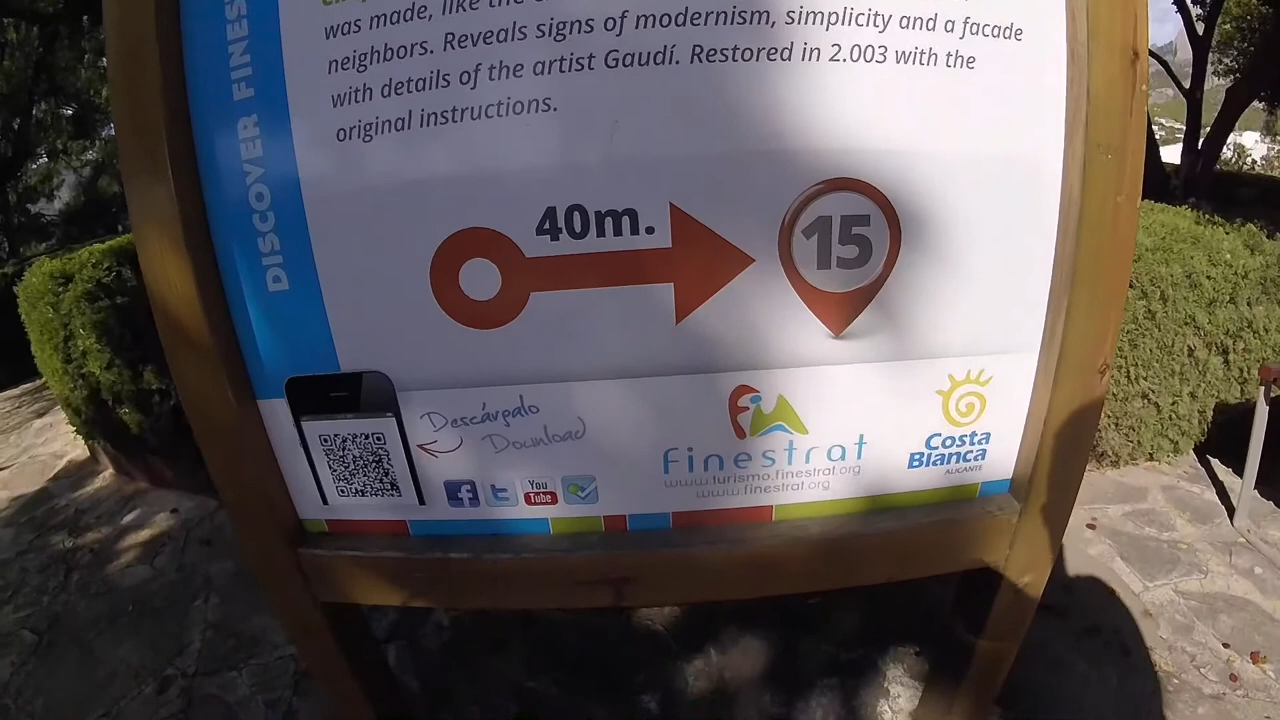 DISCOVER FINES
was made, like the
neighbors. Reveals signs of modernism, simplicity and a facade
with details of the artist Gaudí. Restored in 2.003 with the
original instructions.
40m.
15
Descárgalo
Download
You
Tube
Finestrat
www.turismo.finestrat.org
www.finestrat.org
Costa
Blanca
ALICANTE